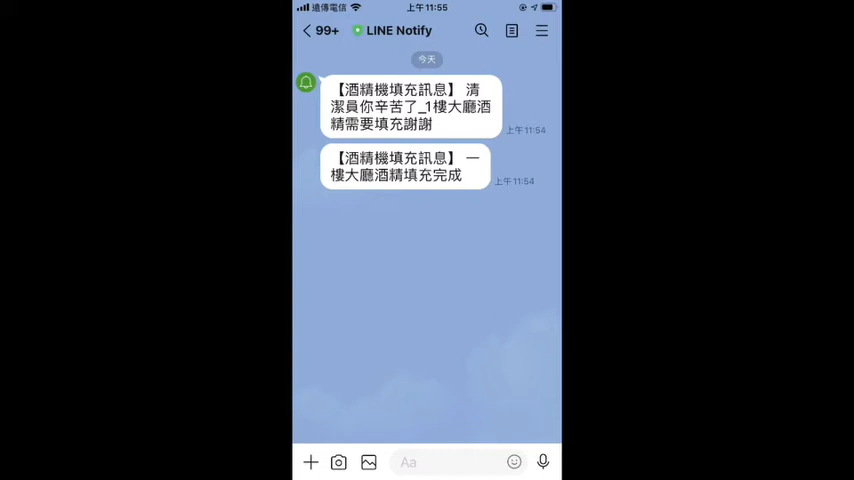 遠傳電信
上午11:55
99+
LINE Notify
今天
【酒精機填充訊息】 清
潔員你辛苦了_1樓大廳酒
精需要填充謝謝
上午11:54
【酒精機填充訊息】 一
樓大廳酒精填充完成
上午11:54
Aa